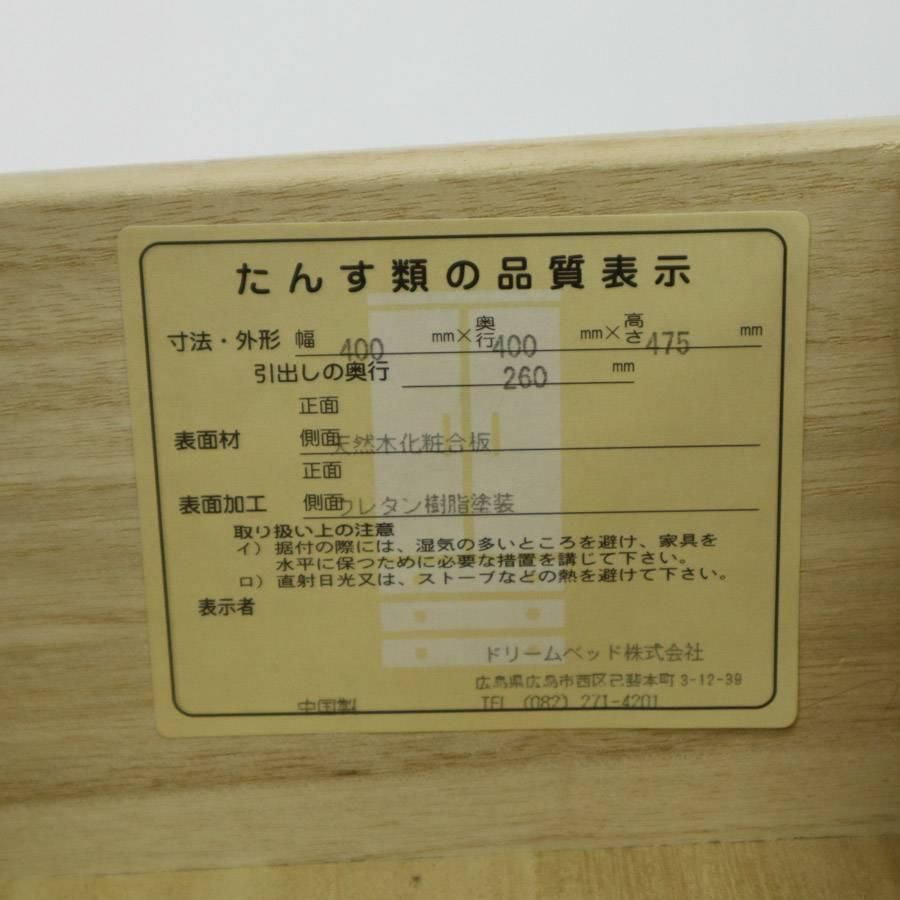 たんす類の品質表示
寸法・外形 幅 400 mm×奥行 400 mm×高さ 475 mm
引出しの奥行 260 mm
正面
表面材 側面 天然木化粧合板
正面
表面加工 側面 ウレタン樹脂塗装
取り扱い上の注意
イ）据付の際には、湿気の多いところを避け、家具を
水平に保つために必要な措置を講じて下さい。
ロ）直射日光又は、ストーブなどの熱を避けて下さい。
表示者
ドリームベッド株式会社
広島県広島市西区己斐本町3-12-39
中国製 TEL (082) 271-4201